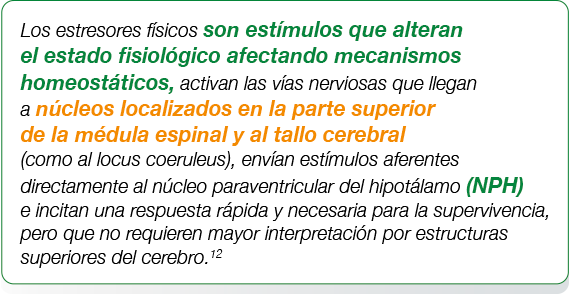 Los estresores físicos son estímulos que alteran
el estado fisiológico afectando mecanismos
homeostáticos, activan las vías nerviosas que llegan
a núcleos localizados en la parte superior
de la médula espinal y al tallo cerebral
(como al locus coeruleus), envían estímulos aferentes
directamente al núcleo paraventricular del hipotálamo (NPH)
e incitan una respuesta rápida y necesaria para la supervivencia,
pero que no requieren mayor interpretación por estructuras
superiores del cerebro.12